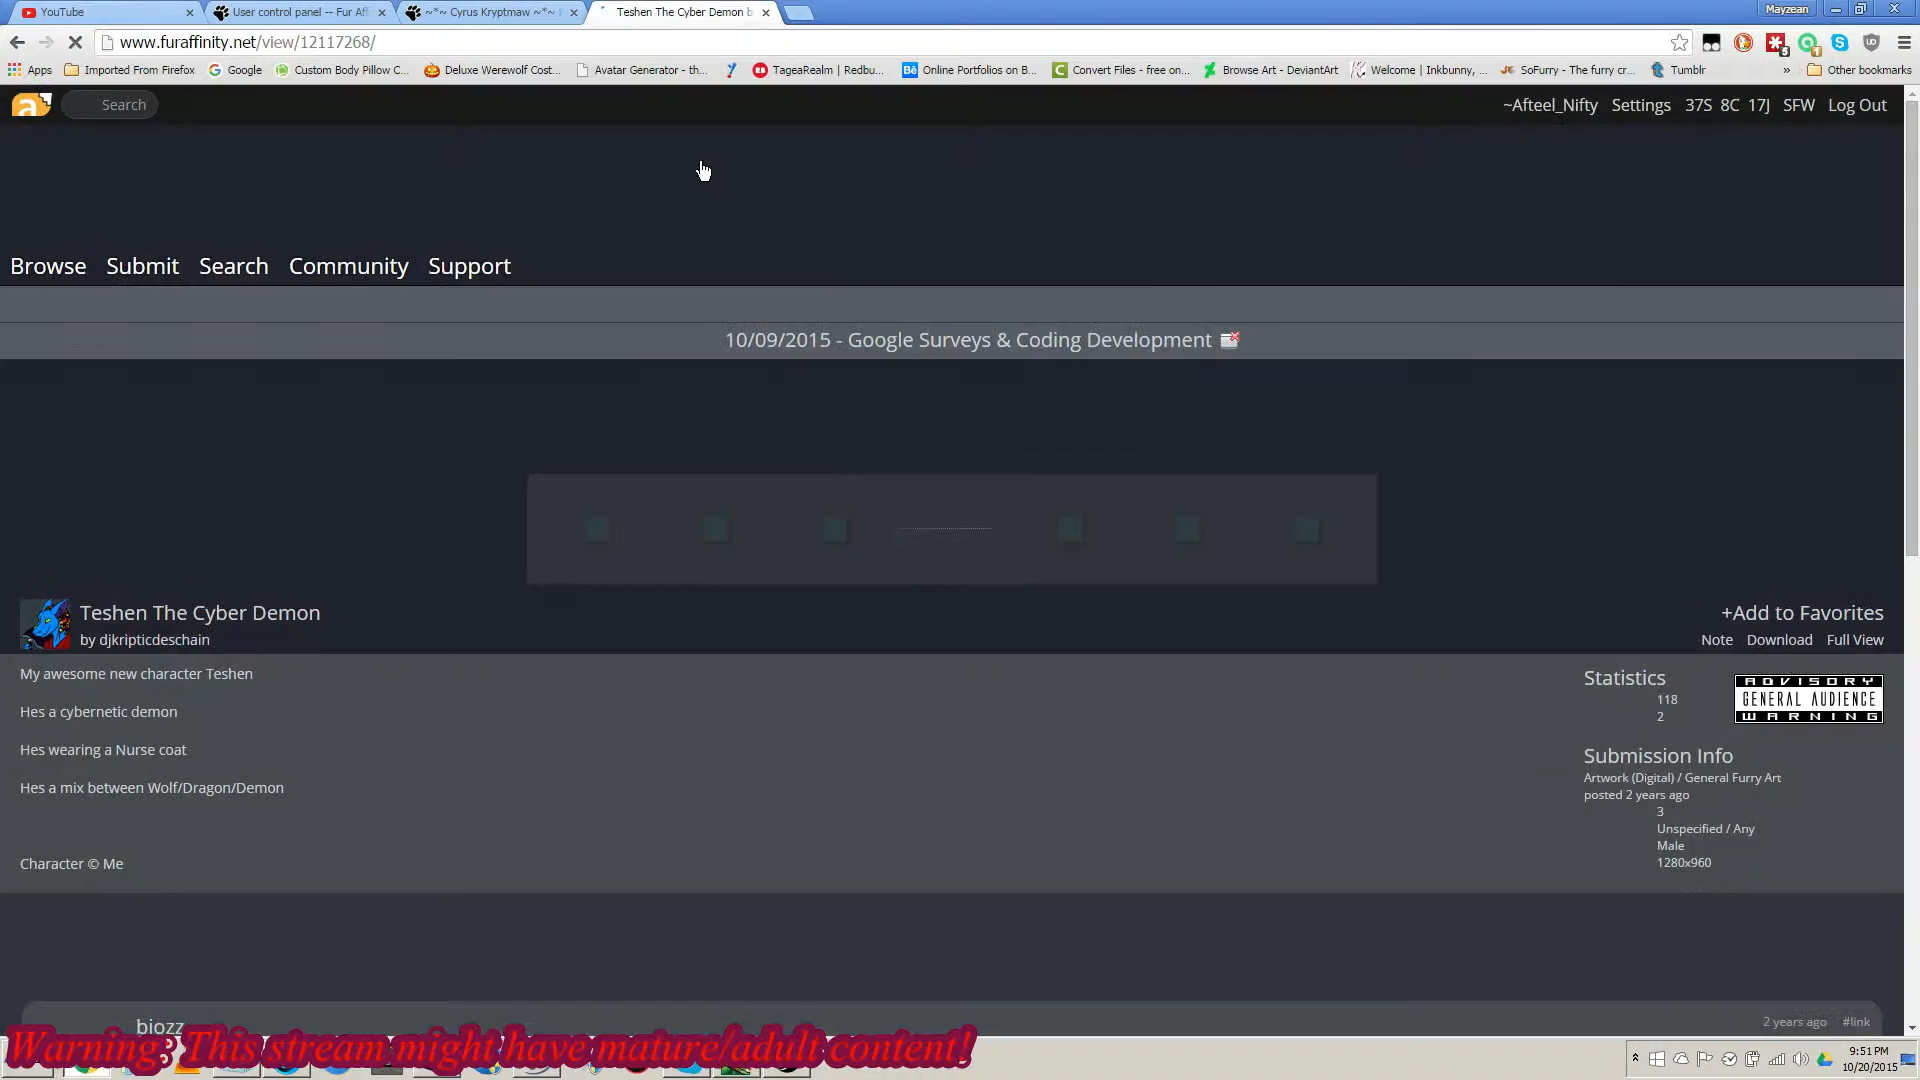 YouTube
User control panel -- Fur Aff
~*~ Cyrus Kryptmaw ~*~
Teshen The Cyber Demon b
Mayzean
www.furaffinity.net/view/12117268/
Apps
Imported From Firefox
Google
Custom Body Pillow C...
Deluxe Werewolf Cost...
Avatar Generator - th...
TageaRealm | Redbu...
Online Portfolios on B...
Convert Files - free on...
Browse Art - DeviantArt
Welcome | Inkbunny, ...
SoFurry - The furry cr...
Tumblr
»
Other bookmarks
Search
~Afteel_Nifty Settings 37S 8C 17J SFW Log Out
Browse Submit Search Community Support
10/09/2015 - Google Surveys & Coding Development
Teshen The Cyber Demon
by djkripticdeschain
+Add to Favorites
Note Download Full View
My awesome new character Teshen
Hes a cybernetic demon
Hes wearing a Nurse coat
Hes a mix between Wolf/Dragon/Demon
Character © Me
Statistics
118
2
ADVISORY
GENERAL AUDIENCE
WARNING
Submission Info
Artwork (Digital) / General Furry Art
posted 2 years ago
3
Unspecified / Any
Male
1280x960
biozz
2 years ago #link
Warning: This stream might have mature/adult content!
9:51 PM
10/20/2015